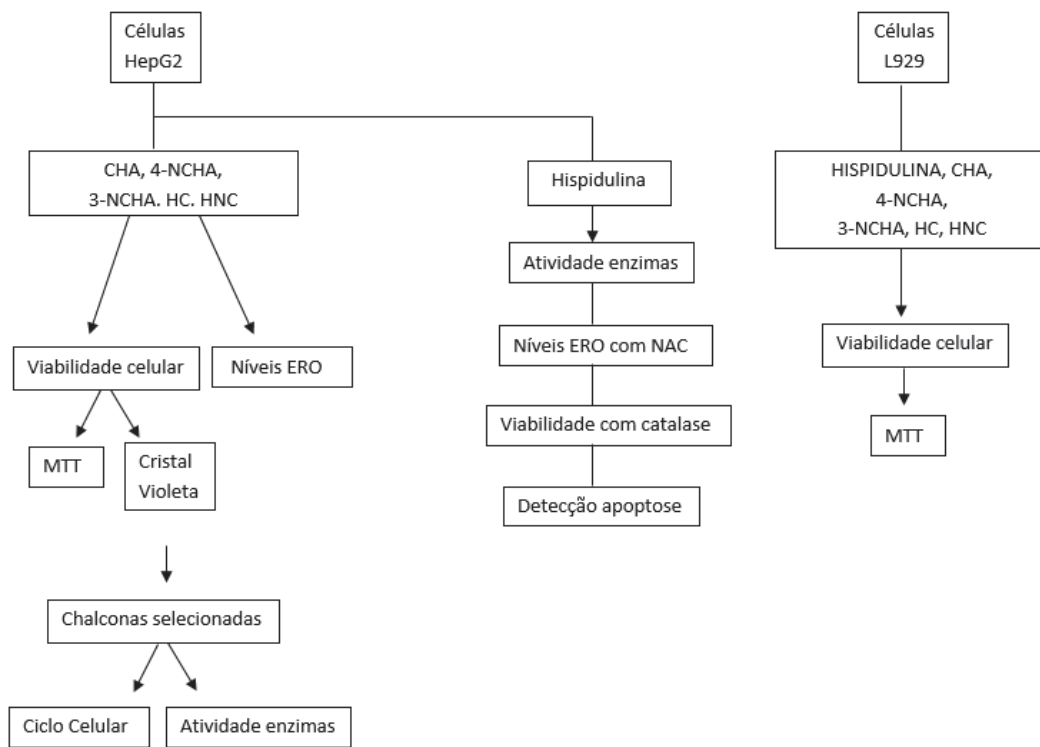 Células
HepG2
CHA, 4-NCHA,
3-NCHA. HC. HNC
Viabilidade celular
Níveis ERO
MTT
Cristal
Violeta
Chalconas selecionadas
Ciclo Celular
Atividade enzimas
Hispidulina
Atividade enzimas
Níveis ERO com NAC
Viabilidade com catalase
Detecção apoptose
Células
L929
HISPIDULINA, CHA,
4-NCHA,
3-NCHA, HC, HNC
Viabilidade celular
MTT